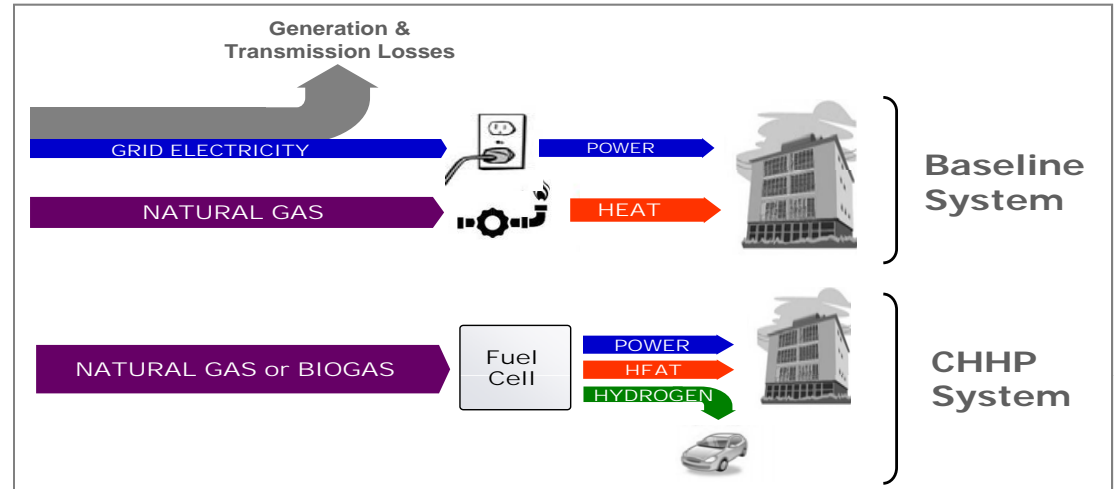 Generation &
Transmission Losses
GRID ELECTRICITY
POWER
NATURAL GAS
HEAT
Baseline
System
NATURAL GAS or BIOGAS
Fuel
Cell
POWER
HEAT
HYDROGEN
CHHP
System